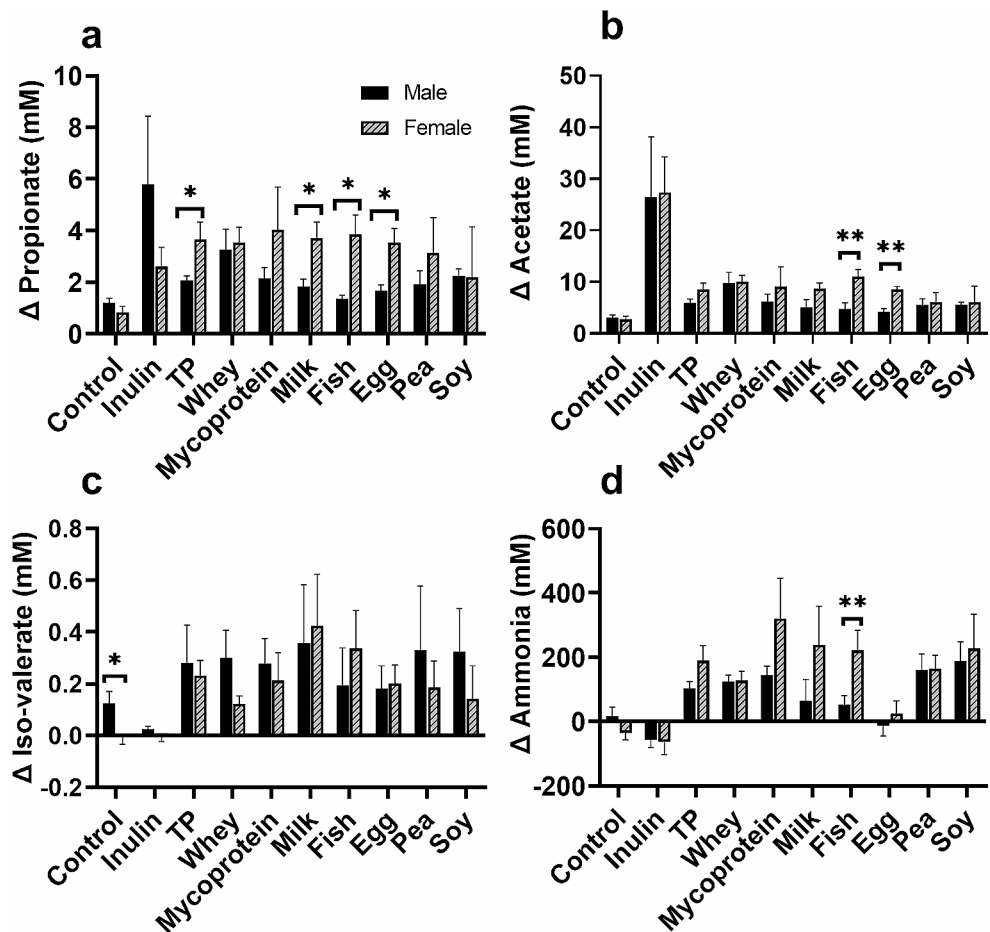 a
Δ Propionate (mM)
10
8
6
4
2
0
Male
Female
*
*
*
*
Control
Inulin
TP
Whey
Mycoprotein
Milk
Fish
Egg
Pea
Soy
b
Δ Acetate (mM)
50
40
30
20
10
0
**
**
Control
Inulin
TP
Whey
Mycoprotein
Milk
Fish
Egg
Pea
Soy
c
Δ Iso-valerate (mM)
0.8
0.6
0.4
0.2
0.0
-0.2
*
Control
Inulin
TP
Whey
Mycoprotein
Milk
Fish
Egg
Pea
Soy
d
Δ Ammonia (mM)
600
400
200
0
-200
**
Control
Inulin
TP
Whey
Mycoprotein
Milk
Fish
Egg
Pea
Soy